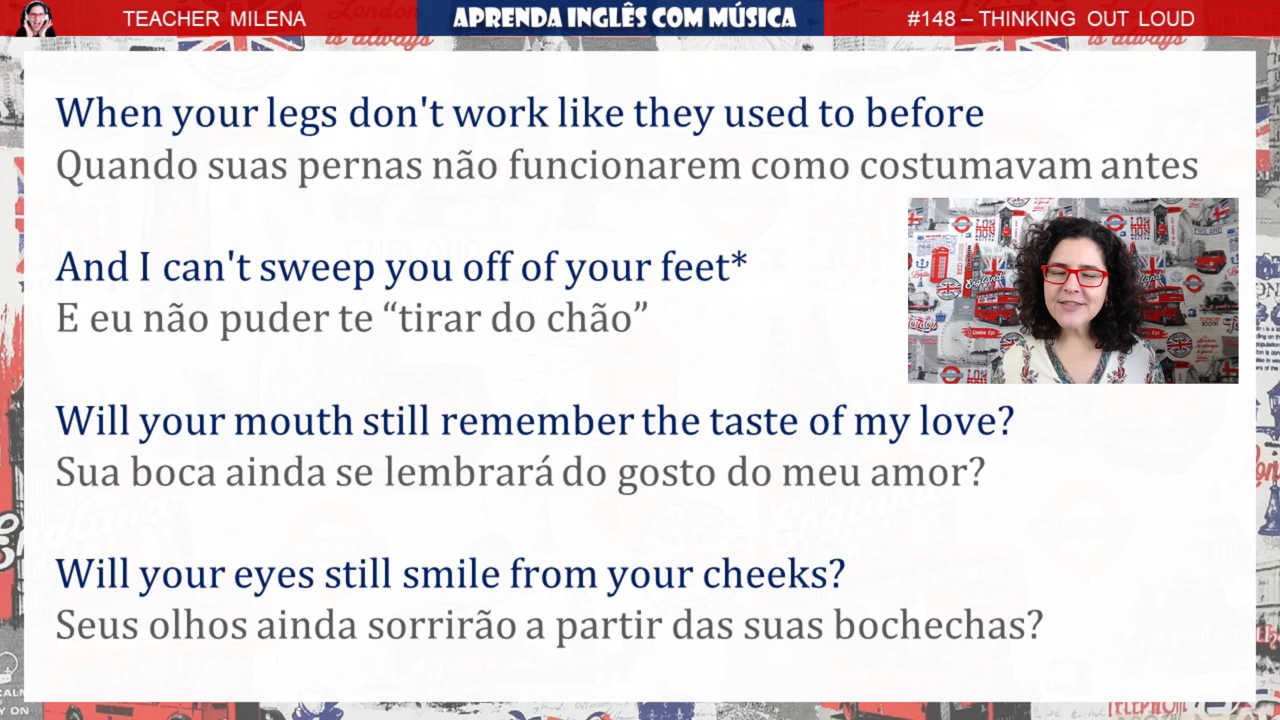 TEACHER MILENA
APRENDA INGLÊS COM MÚSICA
#148 – THINKING OUT LOUD
When your legs don't work like they used to before
Quando suas pernas não funcionarem como costumavam antes
And I can't sweep you off of your feet*
E eu não puder te “tirar do chão”
Will your mouth still remember the taste of my love?
Sua boca ainda se lembrará do gosto do meu amor?
Will your eyes still smile from your cheeks?
Seus olhos ainda sorrirão a partir das suas bochechas?